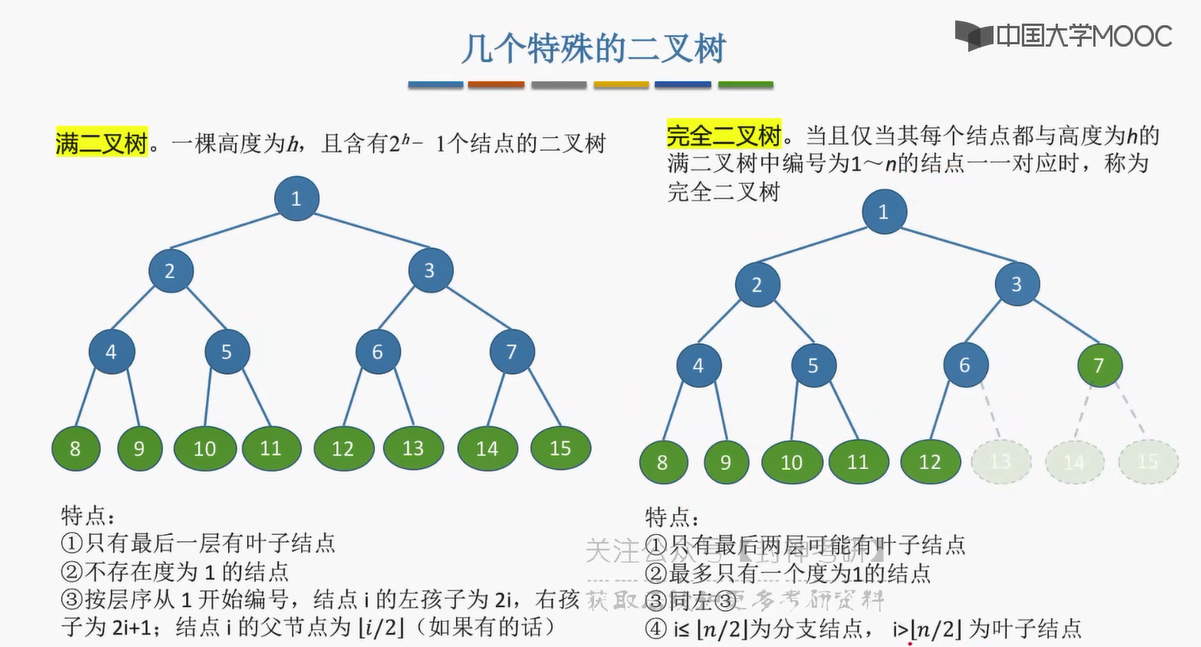 几个特殊的二叉树
中国大学MOOC
满二叉树。一棵高度为h，且含有2ʰ − 1个结点的二叉树
1
2
3
4
5
6
7
8
9
10
11
12
13
14
15
特点：
①只有最后一层有叶子结点
②不存在度为 1 的结点
③按层序从 1 开始编号，结点 i 的左孩子为 2i，右孩
子为 2i+1；结点 i 的父节点为 ⌊i/2⌋（如果有的话）
完全二叉树。当且仅当其每个结点都与高度为h的
满二叉树中编号为1～n的结点一一对应时，称为
完全二叉树
1
2
3
4
5
6
7
8
9
10
11
12
13
14
15
特点：
①只有最后两层可能有叶子结点
②最多只有一个度为1的结点
③同左③
④ i≤ ⌊n/2⌋为分支结点， i>⌊n/2⌋ 为叶子结点
关注公众号
更多考研资料